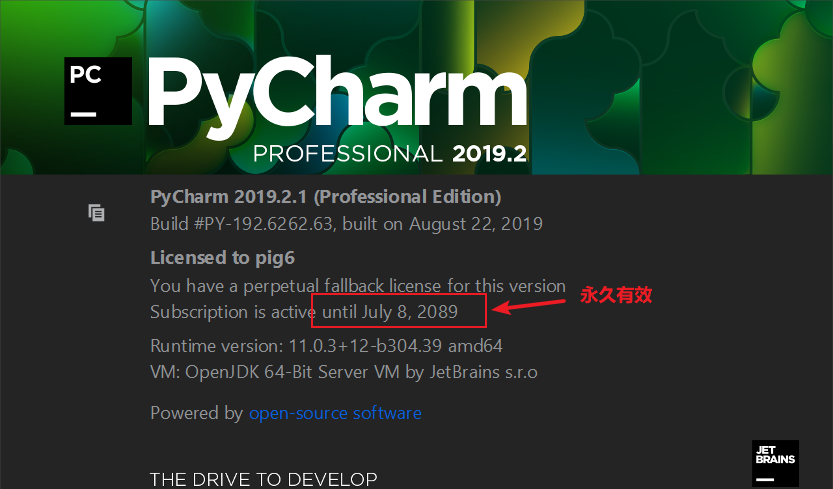 PC
PyCharm
PROFESSIONAL 2019.2
PyCharm 2019.2.1 (Professional Edition)
Build #PY-192.6262.63, built on August 22, 2019
Licensed to pig6
You have a perpetual fallback license for this version
Subscription is active until July 8, 2089
永久有效
Runtime version: 11.0.3+12-b304.39 amd64
VM: OpenJDK 64-Bit Server VM by JetBrains s.r.o
Powered by open-source software
JET
BRAINS
THE DRIVE TO DEVELOP